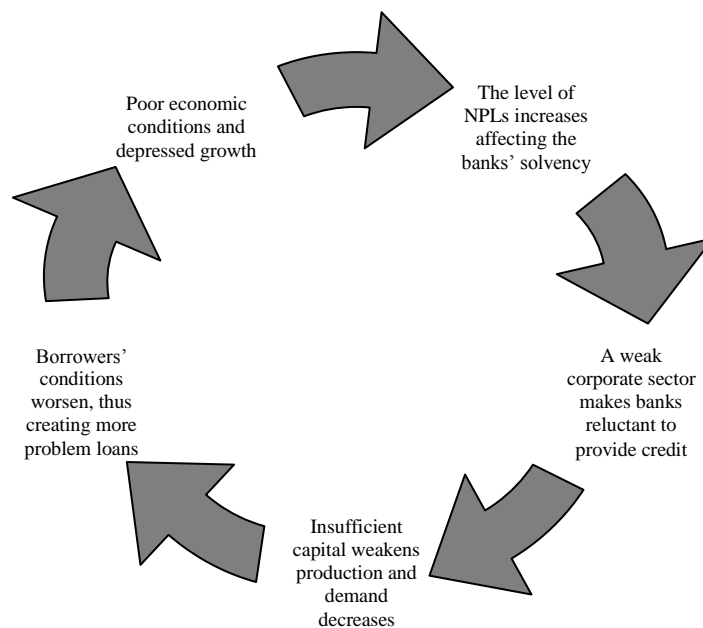 Poor economic
conditions and
depressed growth
The level of
NPLs increases
affecting the
banks’ solvency
A weak
corporate sector
makes banks
reluctant to
provide credit
Insufficient
capital weakens
production and
demand
decreases
Borrowers’
conditions
worsen, thus
creating more
problem loans